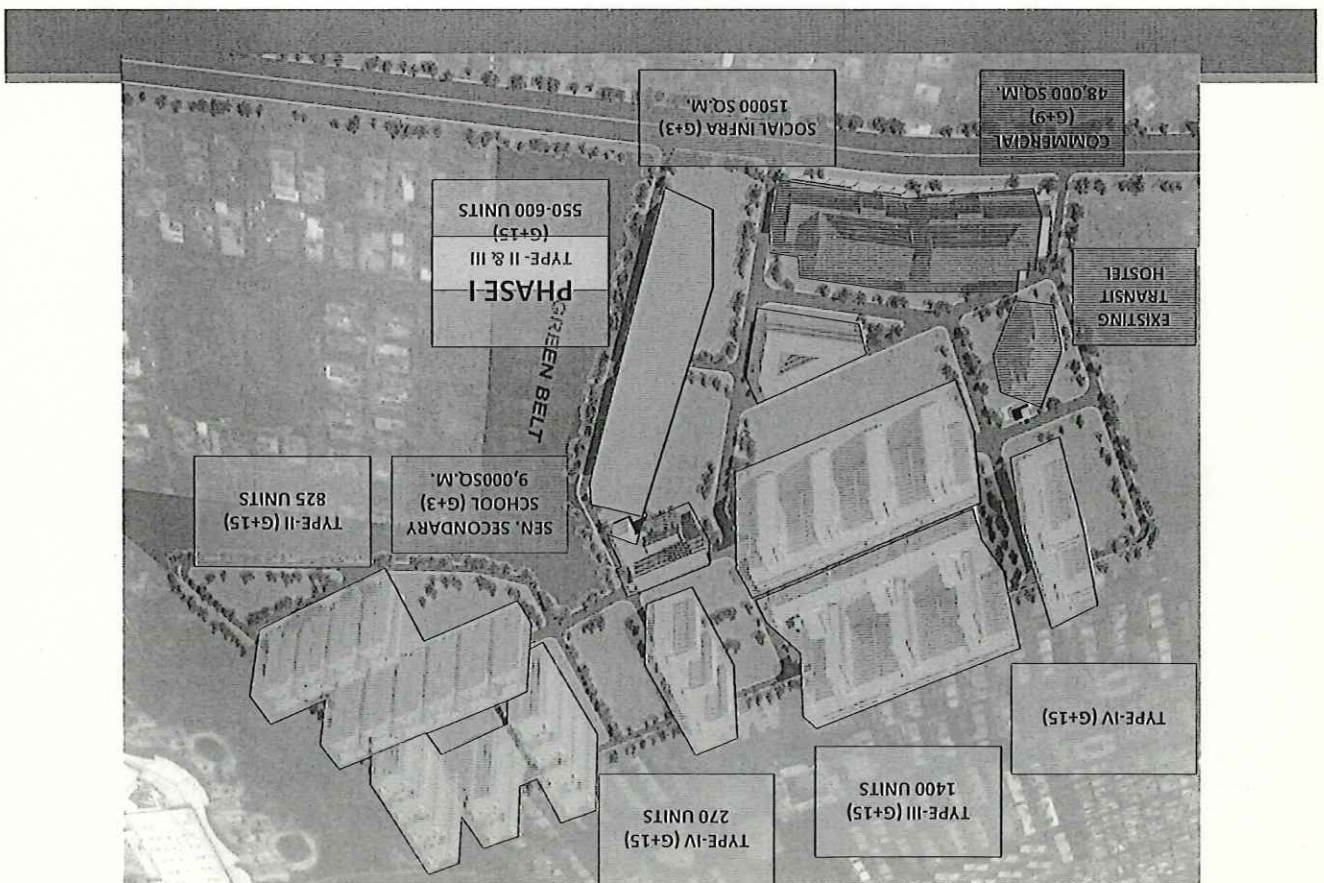 TYPE-IV (G+15)
TYPE-III (G+15)
1400 UNITS
TYPE-IV (G+15)
270 UNITS
SEN. SECONDARY
SCHOOL (G+3)
9,000SQ.M.
TYPE-II (G+15)
825 UNITS
GREEN BELT
EXISTING
TRANSIT
HOSTEL
PHASE I
TYPE- II & III
(G+15)
550-600 UNITS
COMMERCIAL
(G+9)
48,000 SQ.M.
SOCIAL INFRA (G+3)
15000 SQ.M.